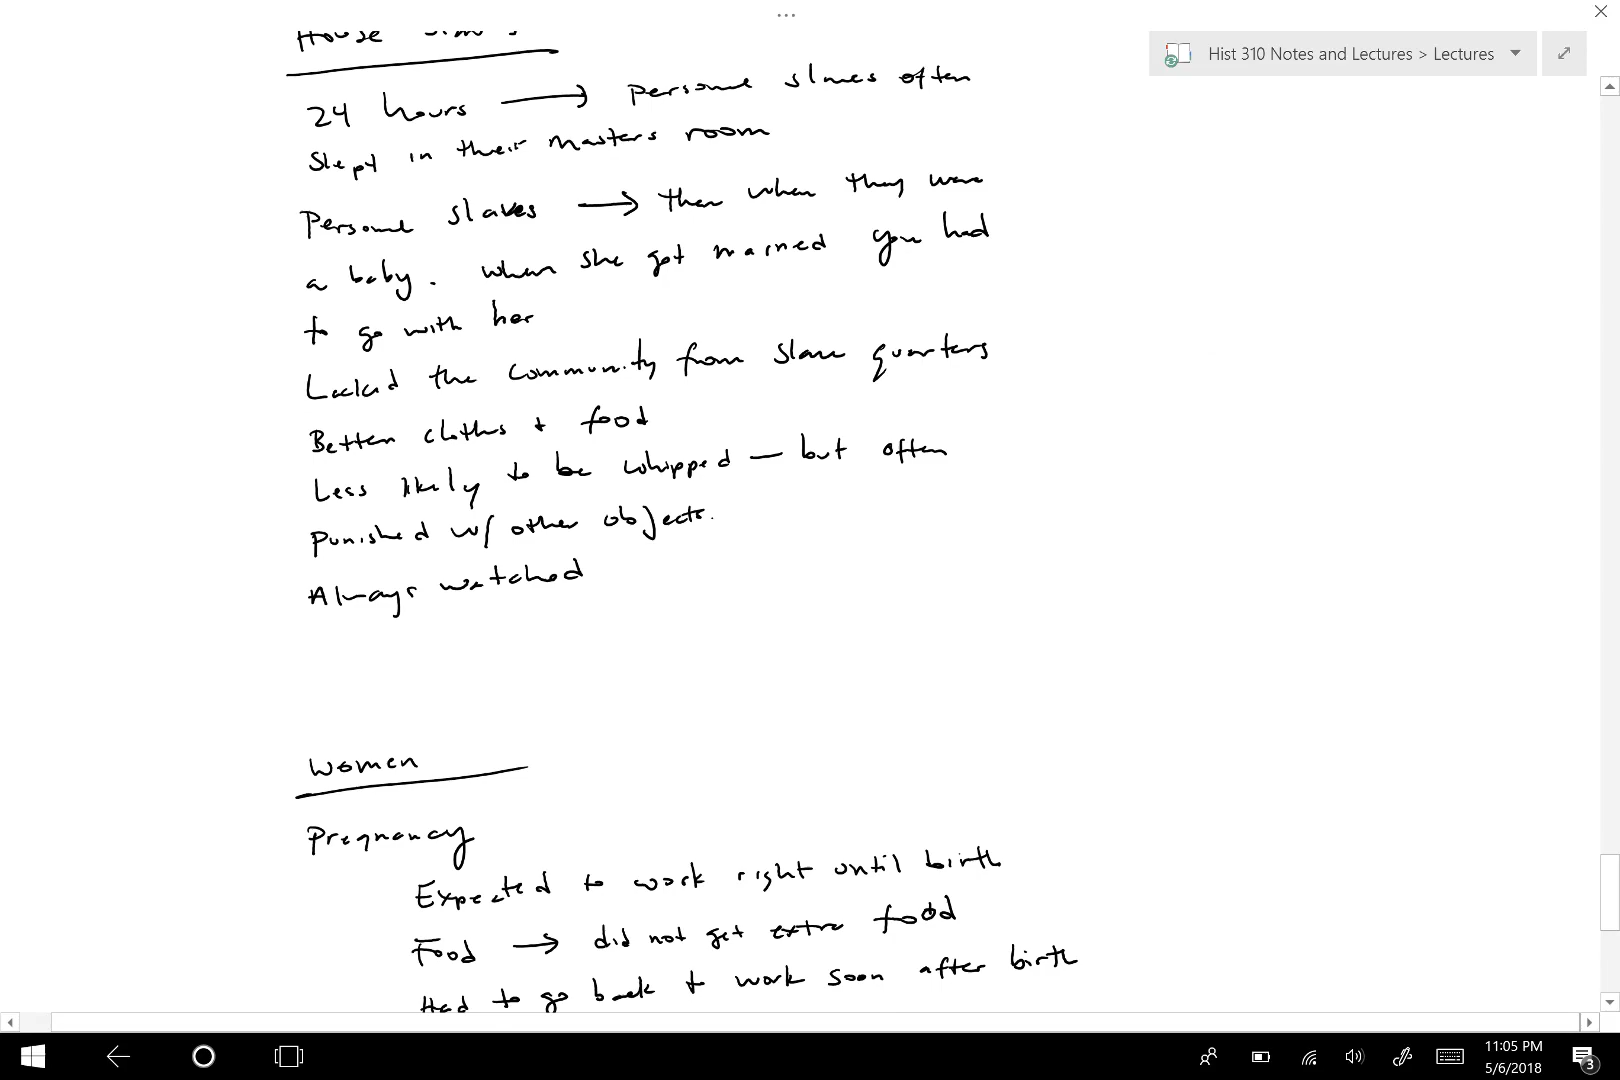 ...
Hist 310 Notes and Lectures > Lectures
House
24 hours → Personal slaves often
Slept in their masters room
Personal slaves → then when they were
a baby. when she got married you had
to go with her
Lacked the community from slave quarters
Better clothes + food
Less likely to be whipped — but often
Punished w/ other objects.
Always watched
Women
Pregnancy
Expected to work right until birth
Food → did not get extra food
Had to go back to work soon after birth
11:05 PM
5/6/2018
3